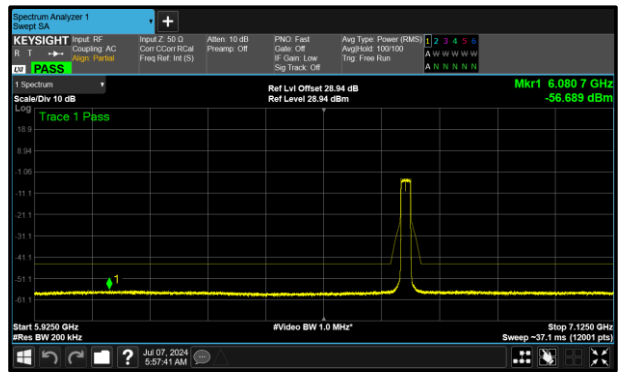 Spectrum Analyzer 1
Swept SA
KEYSIGHT Input: RF Input Z: 50 Ω Atten: 10 dB PNO: Fast Avg Type: Power (RMS) 1 2 3 4 5 6
R T Coupling: AC Corr CCorr RCal Preamp: Off Gate: Off Avg|Hold: 100/100 A W W W W W
Align: Partial Freq Ref: Int (S) IF Gain: Low Trig: Free Run
LXI PASS Sig Track: Off A N N N N N
1 Spectrum Ref Lvl Offset 28.94 dB Mkr1 6.080 7 GHz
Scale/Div 10 dB Ref Level 28.94 dBm -56.689 dBm
Log
Trace 1 Pass
18.9
8.94
-1.06
-11.1
-21.1
-31.1
-41.1
-51.1
1
-61.1
Start 5.9250 GHz #Video BW 1.0 MHz* Stop 7.1250 GHz
#Res BW 200 kHz Sweep ~37.1 ms (12001 pts)
? Jul 07, 2024
5:57:41 AM